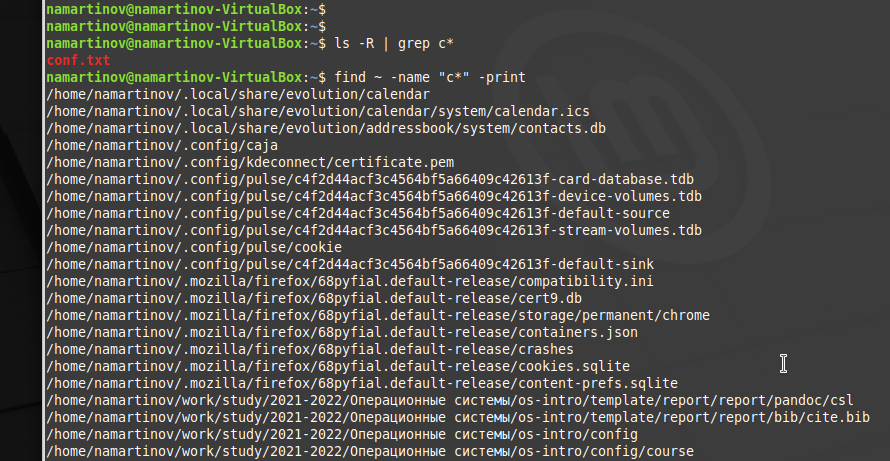 namartinov@namartinov-VirtualBox:~$
namartinov@namartinov-VirtualBox:~$
namartinov@namartinov-VirtualBox:~$ ls -R | grep c*
conf.txt
namartinov@namartinov-VirtualBox:~$ find ~ -name "c*" -print
/home/namartinov/.local/share/evolution/calendar
/home/namartinov/.local/share/evolution/calendar/system/calendar.ics
/home/namartinov/.local/share/evolution/addressbook/system/contacts.db
/home/namartinov/.config/caja
/home/namartinov/.config/kdeconnect/certificate.pem
/home/namartinov/.config/pulse/c4f2d44acf3c4564bf5a66409c42613f-card-database.tdb
/home/namartinov/.config/pulse/c4f2d44acf3c4564bf5a66409c42613f-device-volumes.tdb
/home/namartinov/.config/pulse/c4f2d44acf3c4564bf5a66409c42613f-default-source
/home/namartinov/.config/pulse/c4f2d44acf3c4564bf5a66409c42613f-stream-volumes.tdb
/home/namartinov/.config/pulse/cookie
/home/namartinov/.config/pulse/c4f2d44acf3c4564bf5a66409c42613f-default-sink
/home/namartinov/.mozilla/firefox/68pyfial.default-release/compatibility.ini
/home/namartinov/.mozilla/firefox/68pyfial.default-release/cert9.db
/home/namartinov/.mozilla/firefox/68pyfial.default-release/storage/permanent/chrome
/home/namartinov/.mozilla/firefox/68pyfial.default-release/containers.json
/home/namartinov/.mozilla/firefox/68pyfial.default-release/crashes
/home/namartinov/.mozilla/firefox/68pyfial.default-release/cookies.sqlite
/home/namartinov/.mozilla/firefox/68pyfial.default-release/content-prefs.sqlite
/home/namartinov/work/study/2021-2022/Операционные системы/os-intro/template/report/report/pandoc/csl
/home/namartinov/work/study/2021-2022/Операционные системы/os-intro/template/report/report/bib/cite.bib
/home/namartinov/work/study/2021-2022/Операционные системы/os-intro/config
/home/namartinov/work/study/2021-2022/Операционные системы/os-intro/config/course